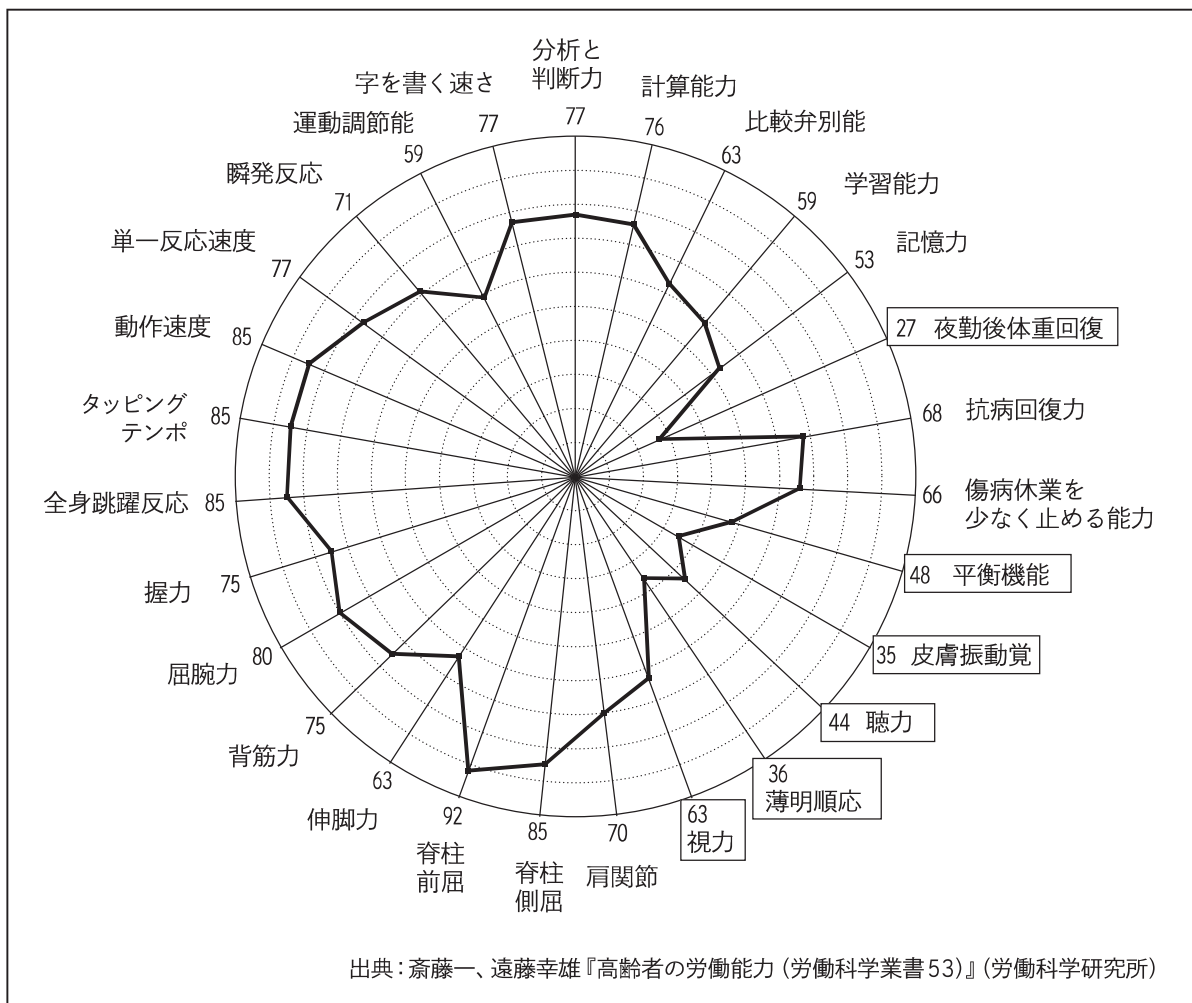 分析と
判断力
77
計算能力
76
比較弁別能
63
学習能力
59
記憶力
53
27 夜勤後体重回復
68 抗病回復力
66 傷病休業を
少なく止める能力
48 平衡機能
35 皮膚振動覚
44 聴力
36
薄明順応
63
視力
70
肩関節
85
脊柱
側屈
92
脊柱
前屈
63
伸脚力
75
背筋力
80
屈腕力
75
握力
全身跳躍反応 85
タッピング
テンポ
85
動作速度
85
単一反応速度
77
瞬発反応
71
運動調節能
59
字を書く速さ
77
出典：斎藤一、遠藤幸雄『高齢者の労働能力（労働科学業書53）』（労働科学研究所）